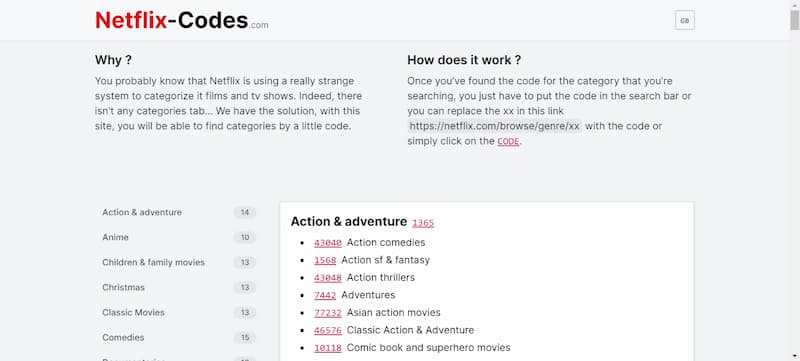 Netflix-Codes.com
GB
Why ?
You probably know that Netflix is using a really strange
system to categorize it films and tv shows. Indeed, there
isn't any categories tab... We have the solution, with this
site, you will be able to find categories by a little code.
How does it work ?
Once you've found the code for the category that you're
searching, you just have to put the code in the search bar or
you can replace the xx in this link
https://netflix.com/browse/genre/xx with the code or
simply click on the CODE.
Action & adventure 14
Anime 10
Children & family movies 13
Christmas 13
Classic Movies 13
Comedies 15
Action & adventure 1365
43040 Action comedies
1568 Action sf & fantasy
43048 Action thrillers
7442 Adventures
77232 Asian action movies
46576 Classic Action & Adventure
10118 Comic book and superhero movies